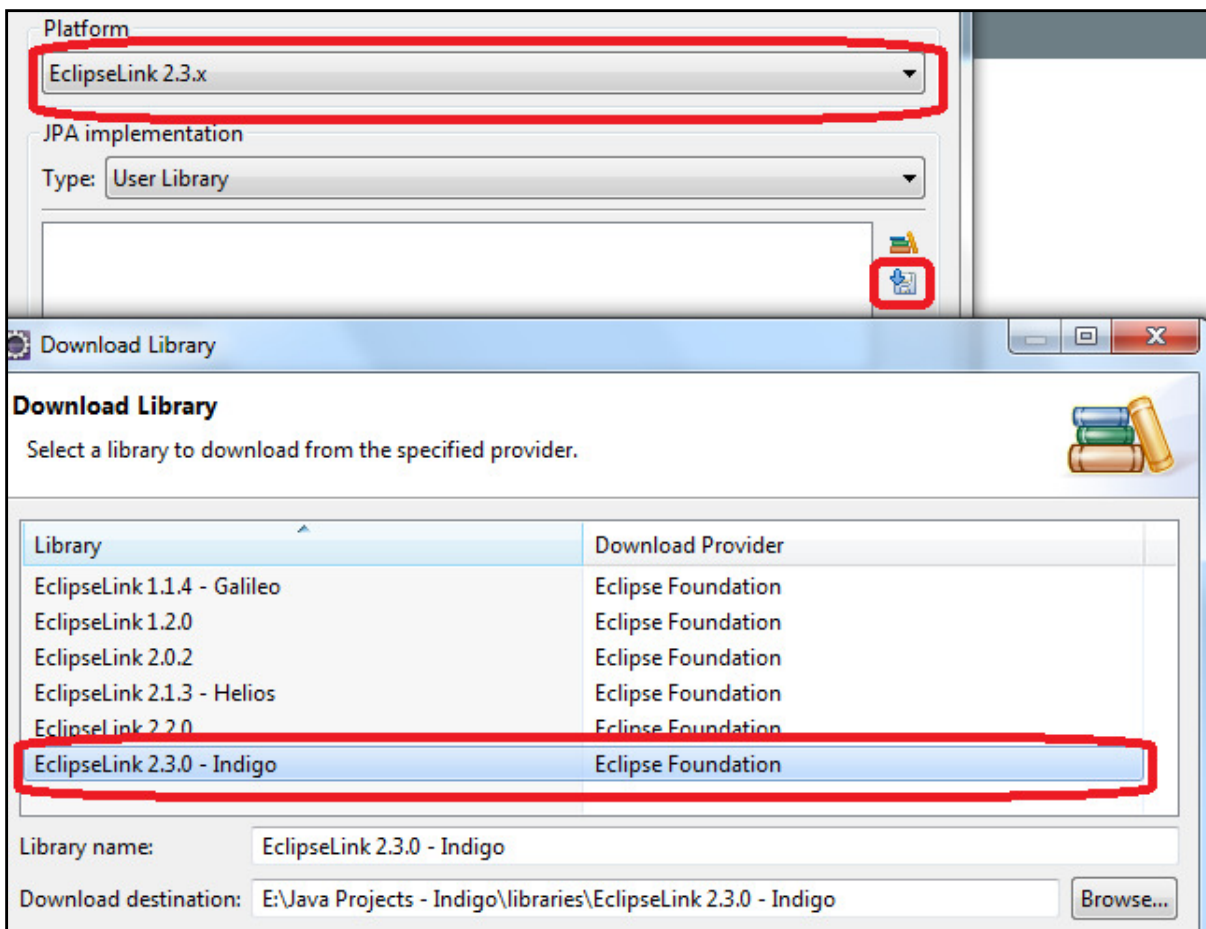 Platform
EclipseLink 2.3.x
JPA implementation
Type: User Library
Download Library
Download Library
Select a library to download from the specified provider.
Library Download Provider
EclipseLink 1.1.4 - Galileo Eclipse Foundation
EclipseLink 1.2.0 Eclipse Foundation
EclipseLink 2.0.2 Eclipse Foundation
EclipseLink 2.1.3 - Helios Eclipse Foundation
EclipseLink 2.2.0 Eclipse Foundation
EclipseLink 2.3.0 - Indigo Eclipse Foundation
Library name: EclipseLink 2.3.0 - Indigo
Download destination: E:\Java Projects - Indigo\libraries\EclipseLink 2.3.0 - Indigo Browse...